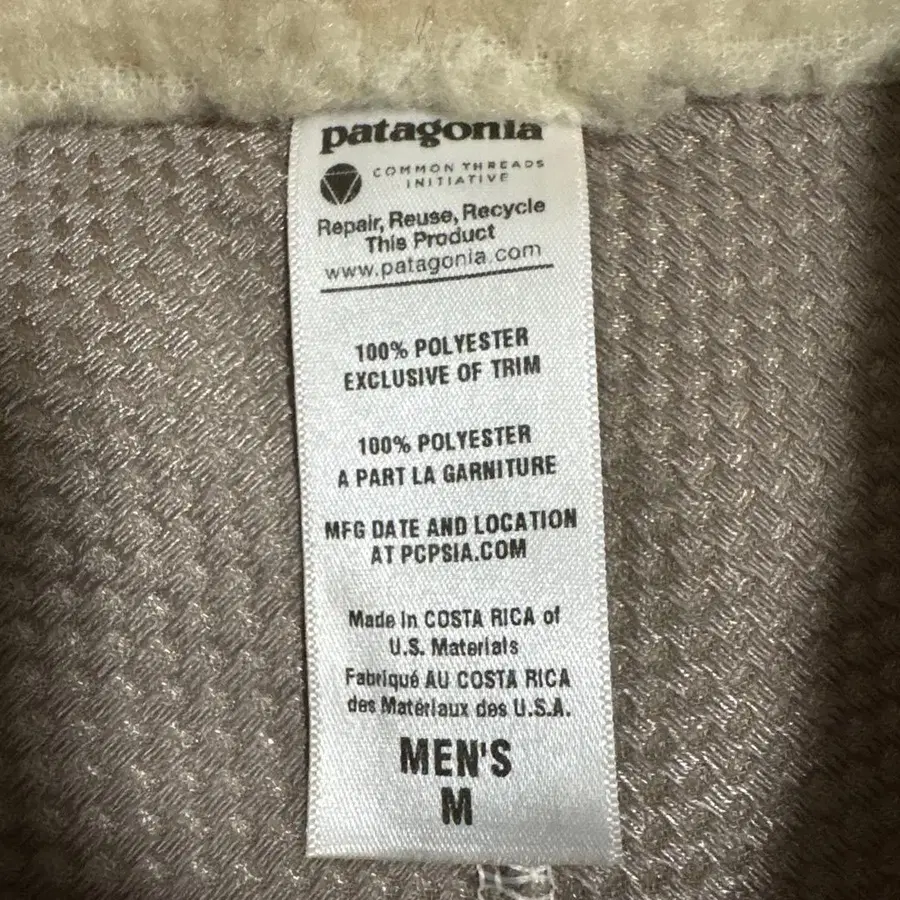 patagonia
COMMON THREADS
INITIATIVE
Repair, Reuse, Recycle
This Product
www.patagonia.com
100% POLYESTER
EXCLUSIVE OF TRIM
100% POLYESTER
A PART LA GARNITURE
MFG DATE AND LOCATION
AT PCPSIA.COM
Made in COSTA RICA of
U.S. Materials
Fabriqué AU COSTA RICA
des Matériaux des U.S.A.
MEN'S
M